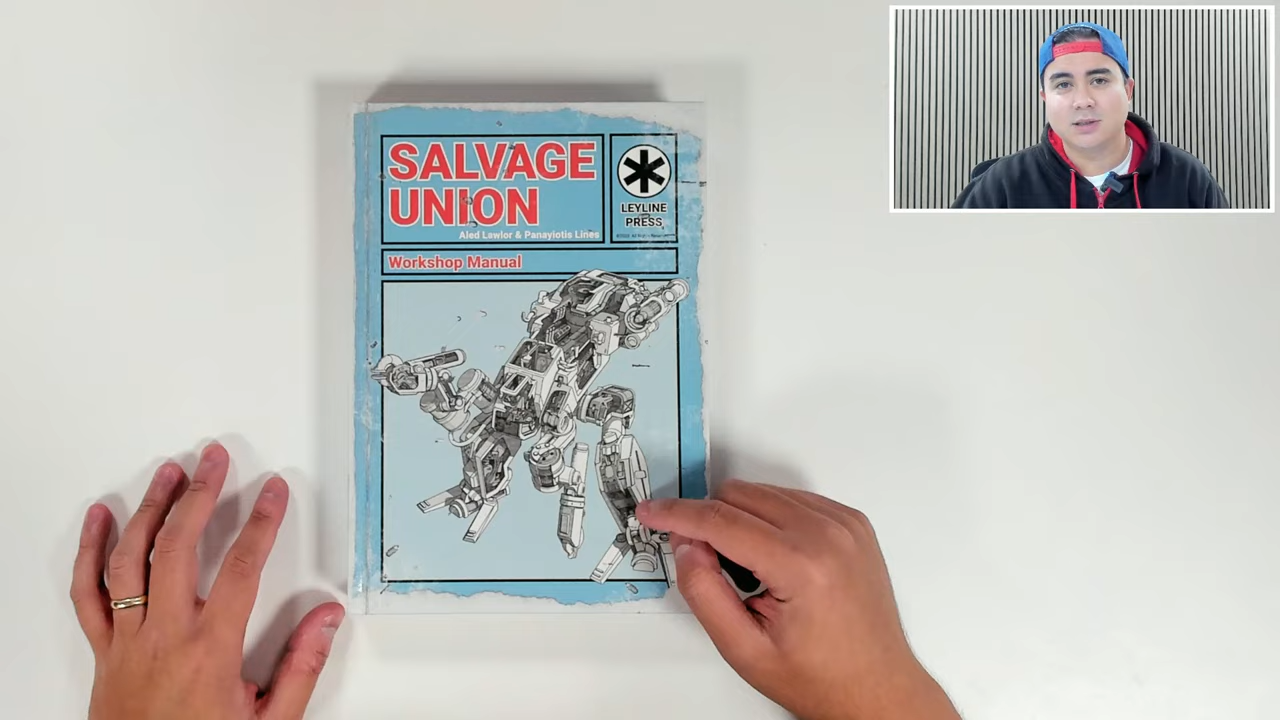 SALVAGE
UNION
Aled Lawlor & Panayiotis Lines
LEYLINE
PRESS
Workshop Manual